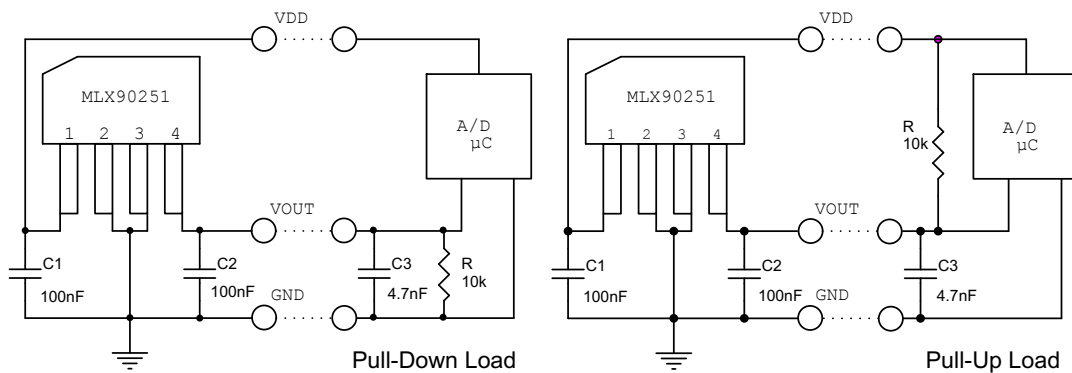 VDD
MLX90251
1 2 3 4
A/D
µC
VOUT
C1
100nF
C2
100nF
C3
4.7nF
R
10k
GND
Pull-Down Load
VDD
MLX90251
1 2 3 4
R
10k
A/D
µC
VOUT
C1
100nF
C2
100nF
C3
4.7nF
GND
Pull-Up Load